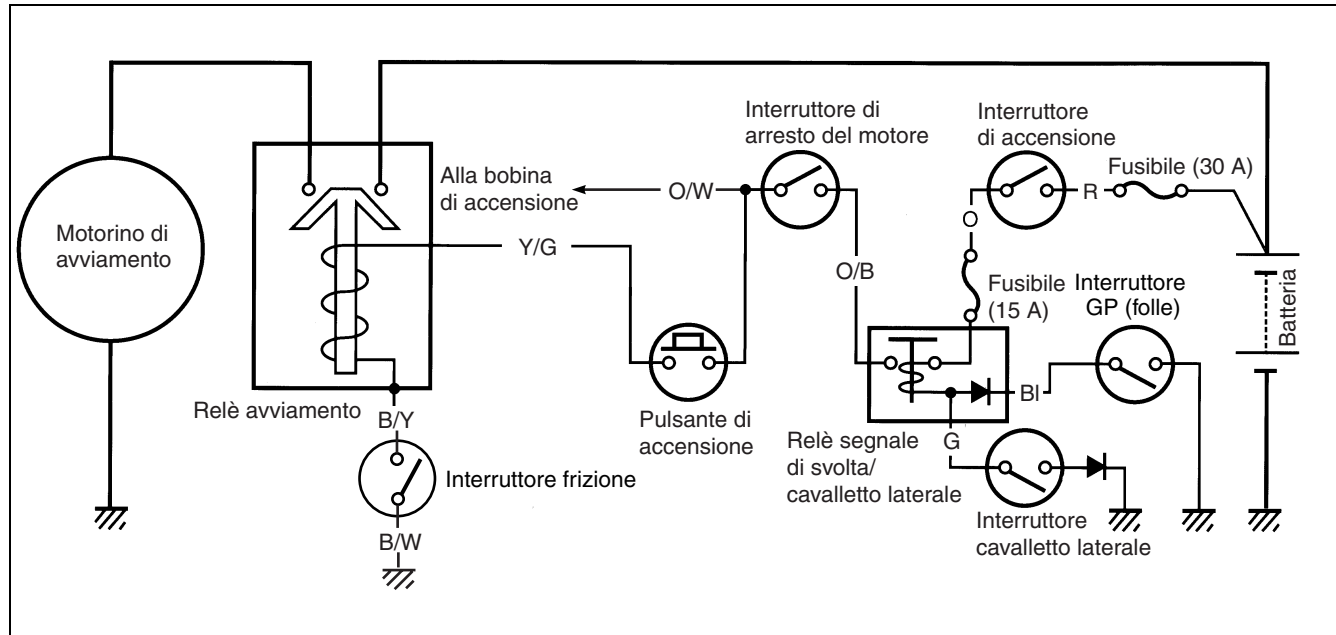 Motorino di
avviamento
Alla bobina
di accensione
O/W
Interruttore di
arresto del motore
Interruttore
di accensione
Fusibile (30 A)
R
Y/G
O
O/B
Fusibile
(15 A)
Interruttore
GP (folle)
Batteria
Relè avviamento
Pulsante di
accensione
Bl
G
B/Y
Relè segnale
di svolta/
cavalletto laterale
Interruttore frizione
Interruttore
cavalletto laterale
B/W